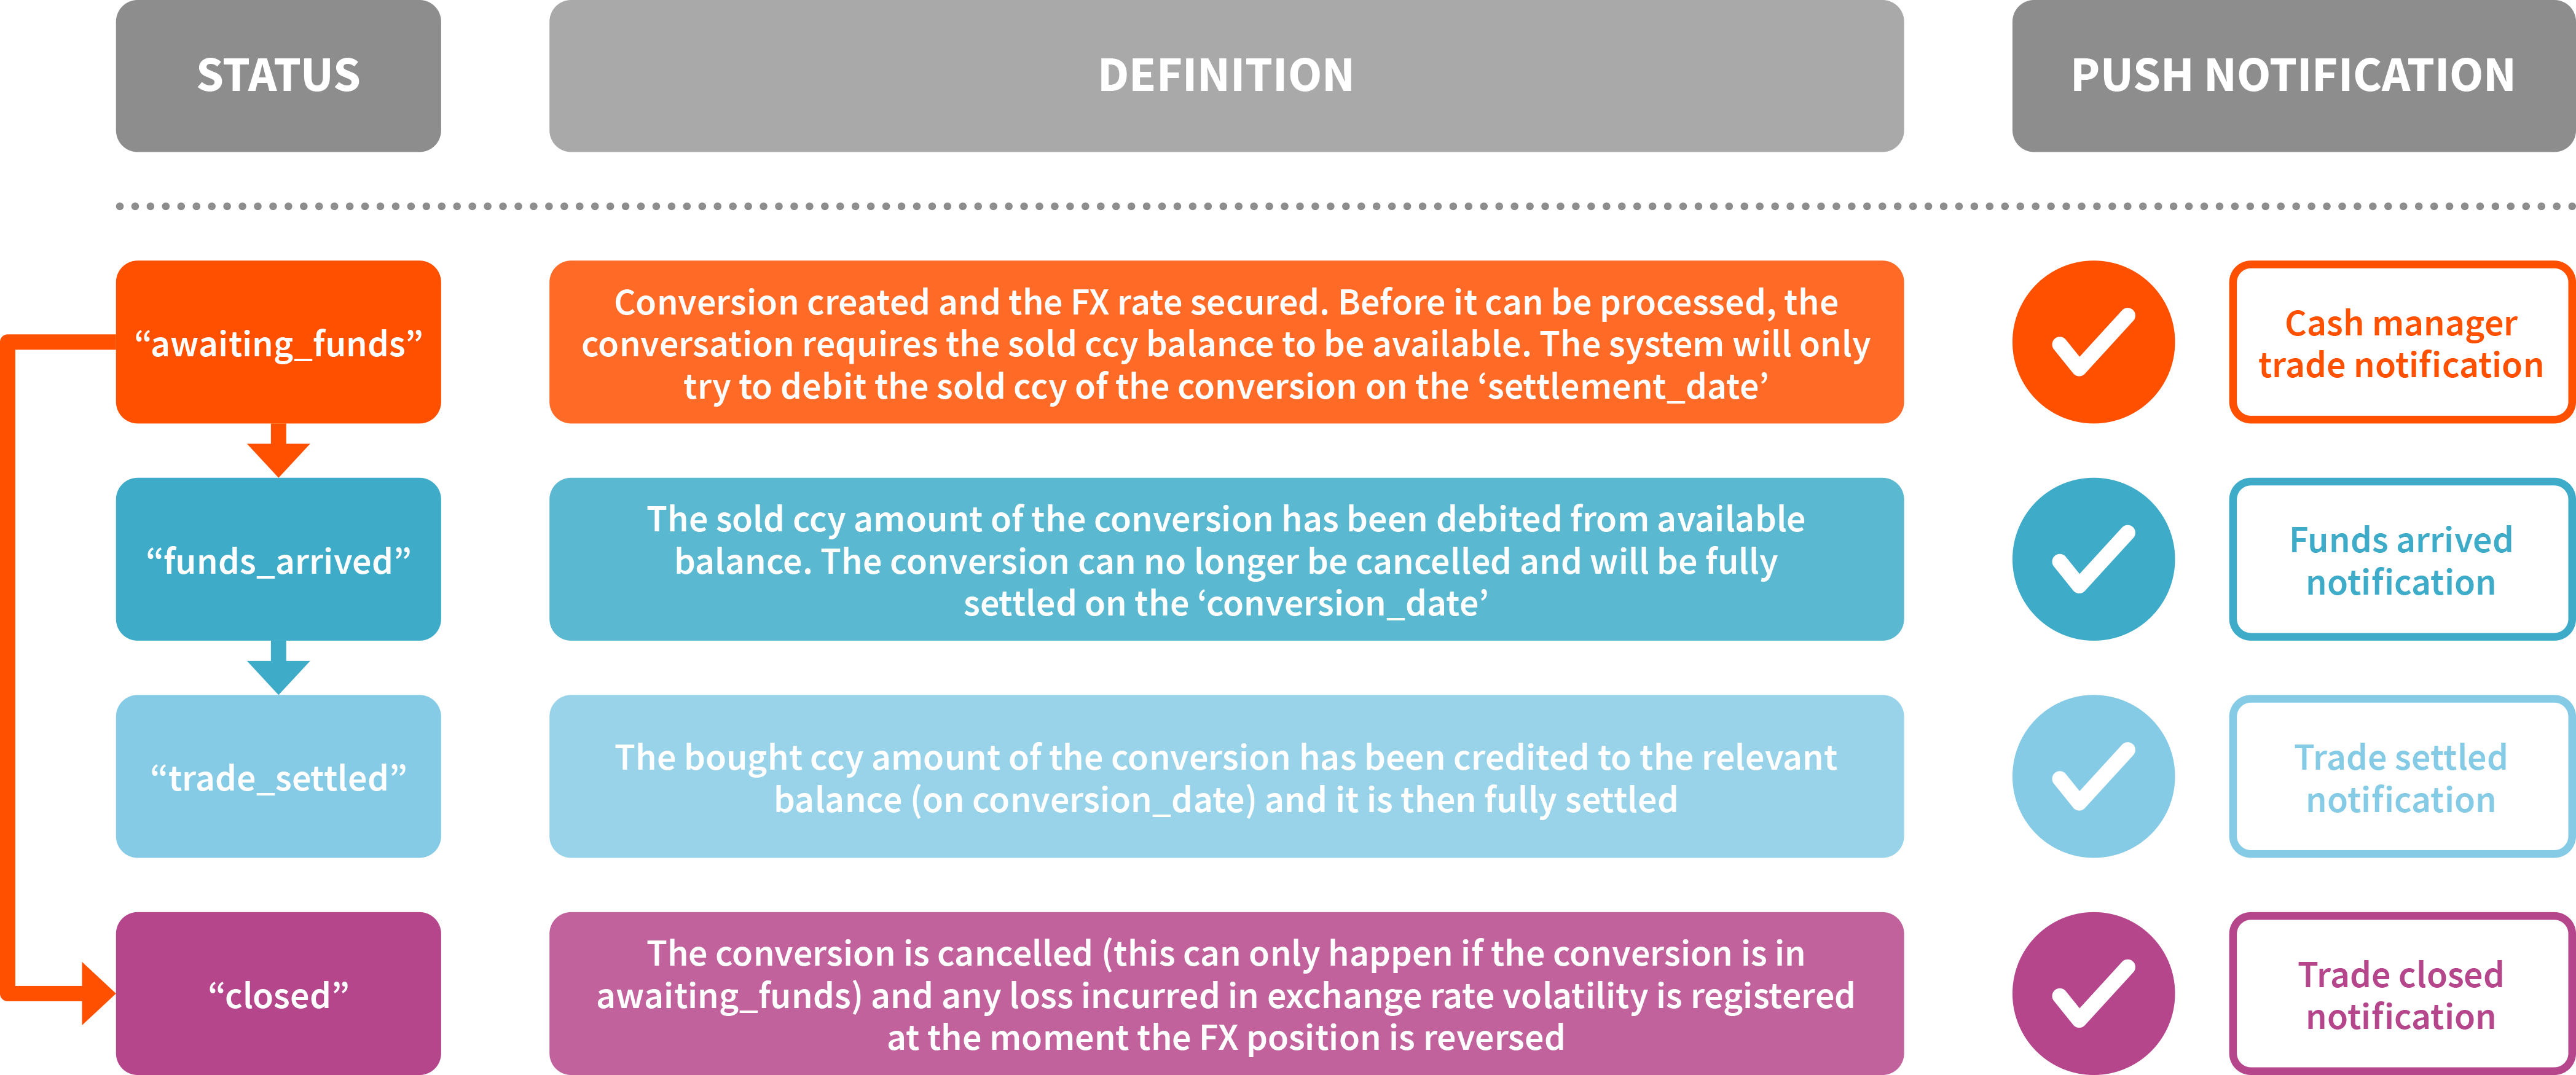 STATUS
DEFINITION
PUSH NOTIFICATION
“awaiting_funds”
Conversion created and the FX rate secured. Before it can be processed, the
conversation requires the sold ccy balance to be available. The system will only
try to debit the sold ccy of the conversion on the ‘settlement_date’
Cash manager
trade notification
“funds_arrived”
The sold ccy amount of the conversion has been debited from available
balance. The conversion can no longer be cancelled and will be fully
settled on the ‘conversion_date’
Funds arrived
notification
“trade_settled”
The bought ccy amount of the conversion has been credited to the relevant
balance (on conversion_date) and it is then fully settled
Trade settled
notification
“closed”
The conversion is cancelled (this can only happen if the conversion is in
awaiting_funds) and any loss incurred in exchange rate volatility is registered
at the moment the FX position is reversed
Trade closed
notification